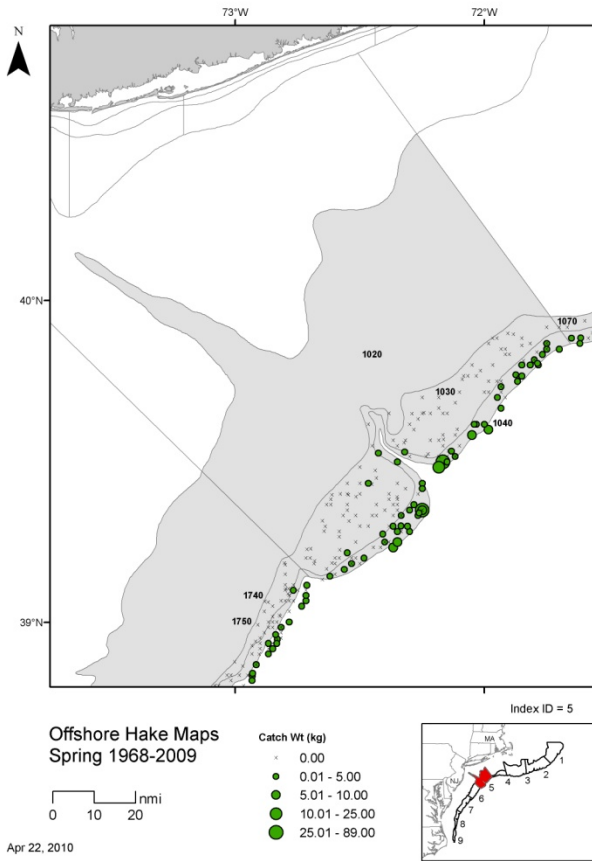 73°W 72°W
N
40°N
1070
1020
1030
1040
1740
1750
39°N
Index ID = 5
Offshore Hake Maps
Spring 1968-2009
Catch Wt (kg)
0.00
0.01 - 5.00
5.01 - 10.00
10.01 - 25.00
25.01 - 89.00
0 10 20 nmi
MA
NJ
1
2
3
4
5
6
7
8
9
Apr 22, 2010